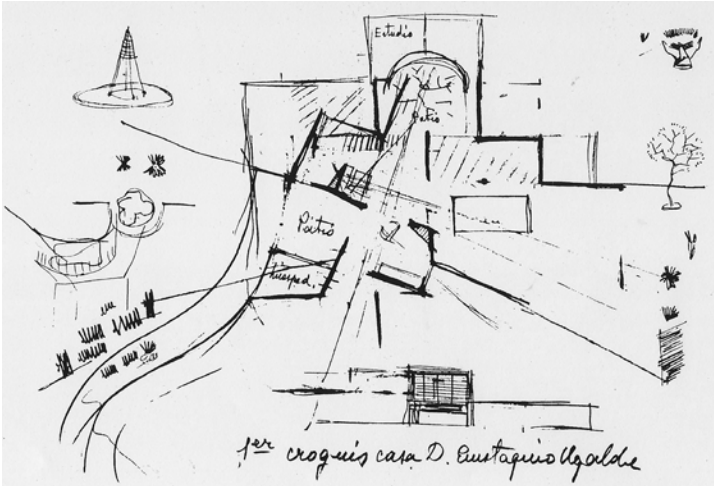 Estudio
Patio
Patio
huesped.
1er croquis casa D. Eustaquio Ugalde